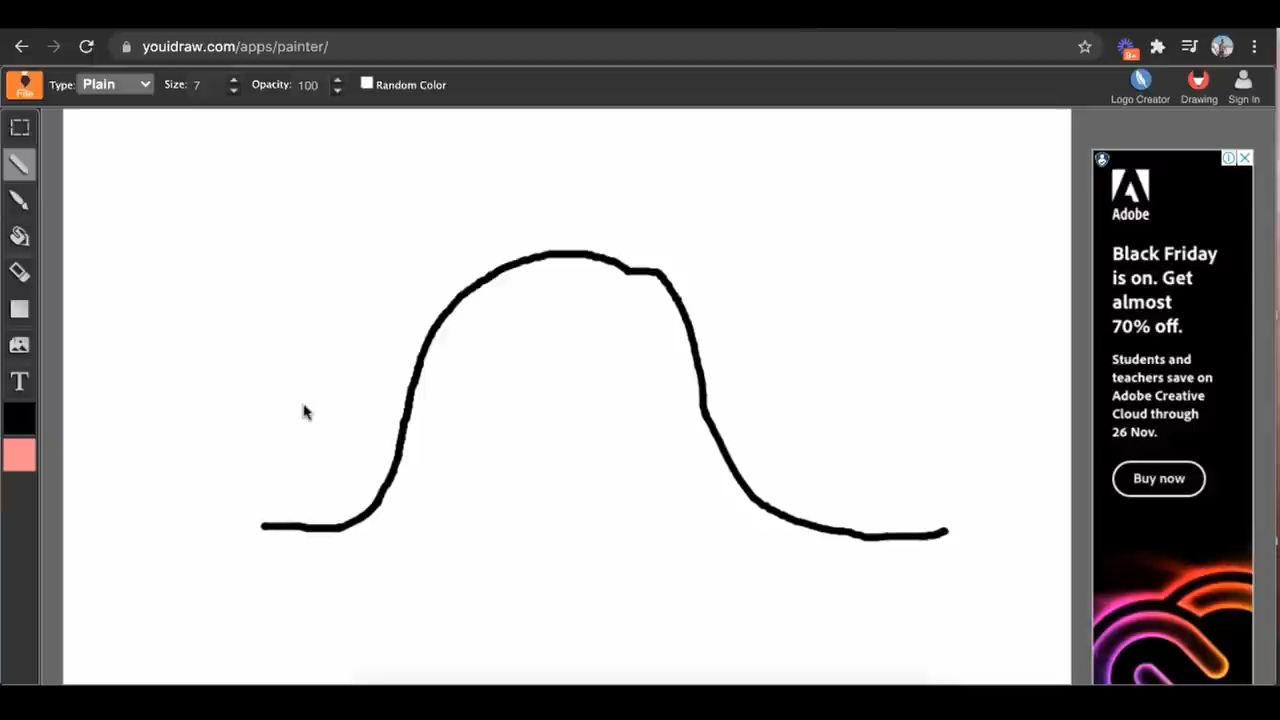 youidraw.com/apps/painter/
9+
File
Type: Plain Size: 7 Opacity: 100 Random Color
Logo Creator Drawing Sign In
T
Adobe
Black Friday
is on. Get
almost
70% off.
Students and
teachers save on
Adobe Creative
Cloud through
26 Nov.
Buy now